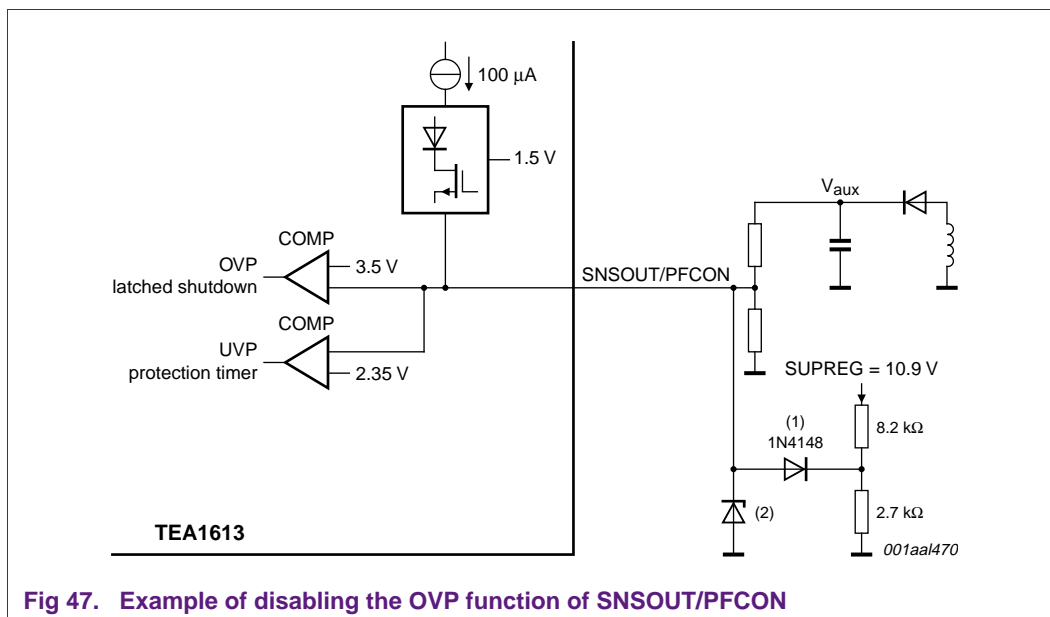 100 μA
1.5 V
COMP
OVP
latched shutdown
3.5 V
COMP
UVP
protection timer
2.35 V
TEA1613
SNSOUT/PFCON
Vaux
SUPREG = 10.9 V
8.2 kΩ
(1)
1N4148
(2)
2.7 kΩ
001aal470
Fig 47. Example of disabling the OVP function of SNSOUT/PFCON